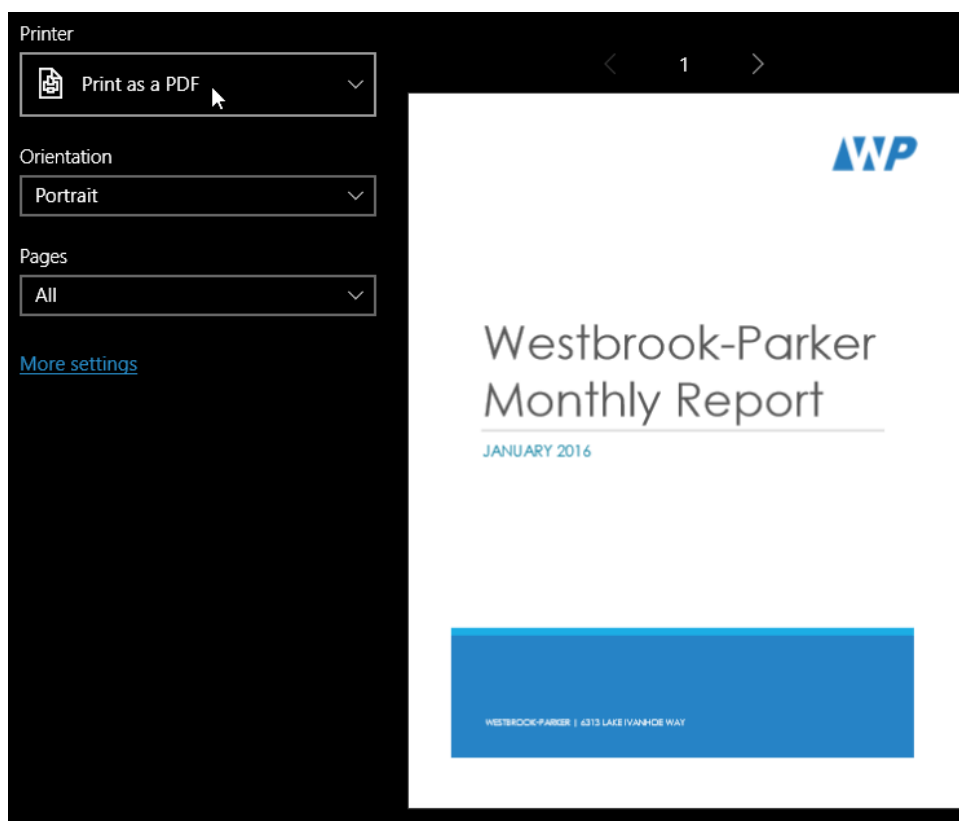 Printer
Print as a PDF
Orientation
Portrait
Pages
All
More settings
1
WP
Westbrook-Parker
Monthly Report
JANUARY 2016
WESTBROOK-PARKER | 6313 LAKE IVANHOE WAY